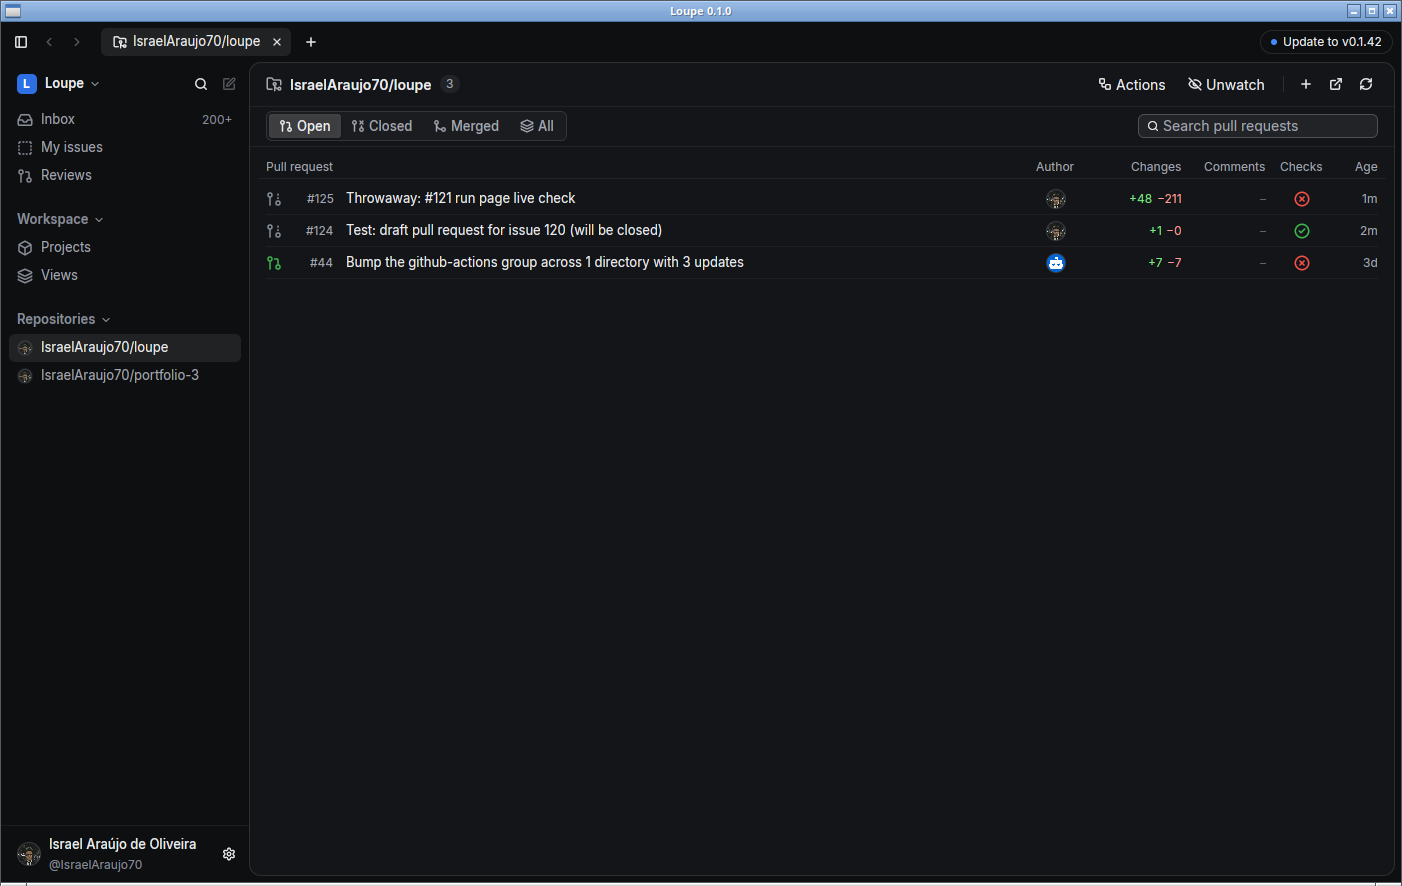 Loupe 0.1.0
IsraelAraujo70/loupe
Update to v0.1.42
L Loupe
Inbox 200+
My issues
Reviews
Workspace
Projects
Views
Repositories
IsraelAraujo70/loupe
IsraelAraujo70/portfolio-3
Israel Araújo de Oliveira
@IsraelAraujo70
IsraelAraujo70/loupe 3
Actions Unwatch
Open Closed Merged All
Search pull requests
Pull request Author Changes Comments Checks Age
#125 Throwaway: #121 run page live check +48 −211 – 1m
#124 Test: draft pull request for issue 120 (will be closed) +1 −0 – 2m
#44 Bump the github-actions group across 1 directory with 3 updates +7 −7 – 3d